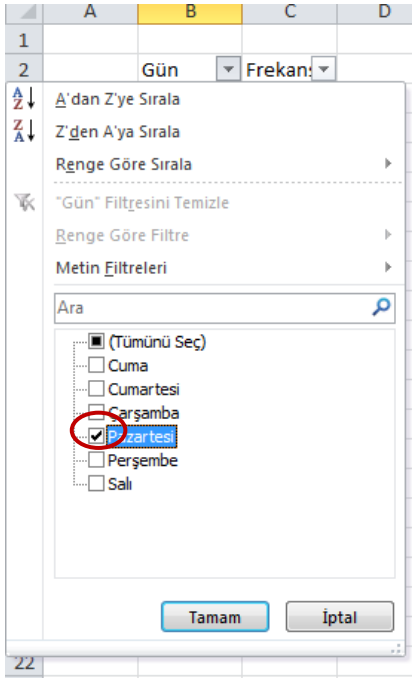 A B C D
1
2 Gün Frekans
A'dan Z'ye Sırala
Z'den A'ya Sırala
Renge Göre Sırala
"Gün" Filtresini Temizle
Renge Göre Filtre
Metin Filtreleri
Ara
(Tümünü Seç)
Cuma
Cumartesi
Çarşamba
Pazartesi
Perşembe
Salı
Tamam İptal
22